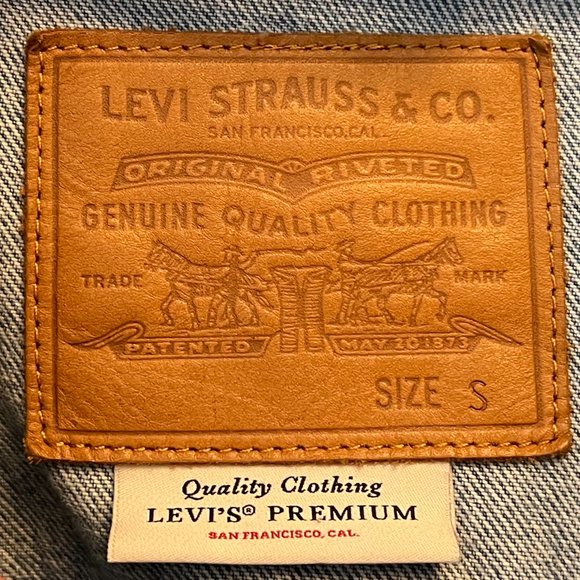 LEVI STRAUSS & CO.
SAN FRANCISCO, CAL.
ORIGINAL RIVETED
GENUINE QUALITY CLOTHING
TRADE MARK
PATENTED MAY 20 1873
SIZE S
Quality Clothing
LEVI'S® PREMIUM
SAN FRANCISCO, CAL.